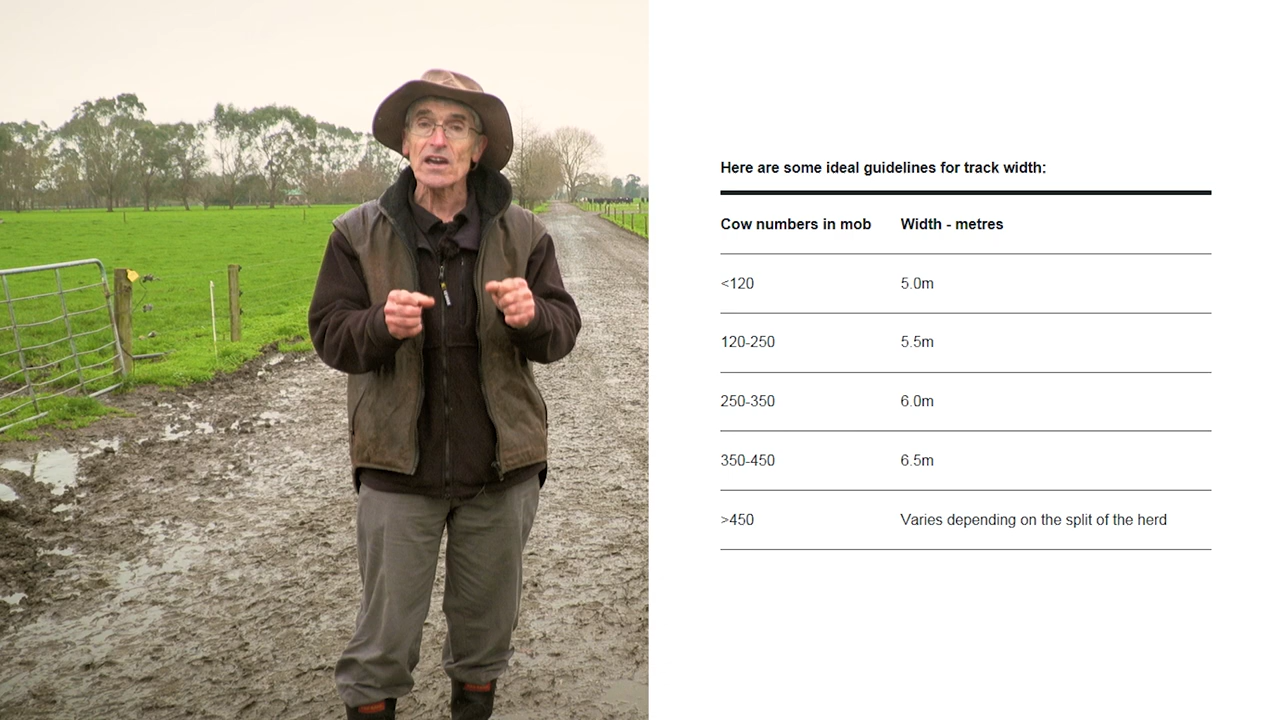 Here are some ideal guidelines for track width:
Cow numbers in mob Width - metres
<120 5.0m
120-250 5.5m
250-350 6.0m
350-450 6.5m
>450 Varies depending on the split of the herd